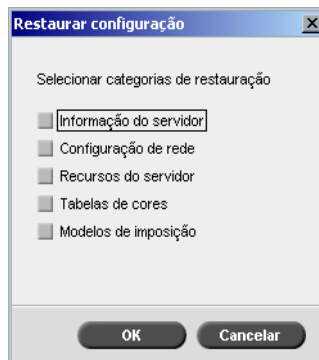 Restaurar configuração
Selecionar categorias de restauração
Informação do servidor
Configuração de rede
Recursos do servidor
Tabelas de cores
Modelos de imposição
OK Cancelar